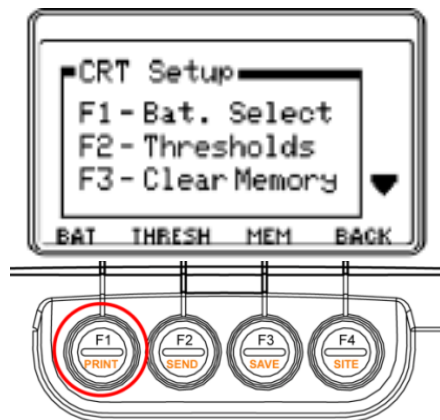 CRT Setup
F1-Bat. Select
F2-Thresholds
F3-Clear Memory
BAT THRESH MEM BACK
F1 F2 F3 F4
PRINT SEND SAVE SITE